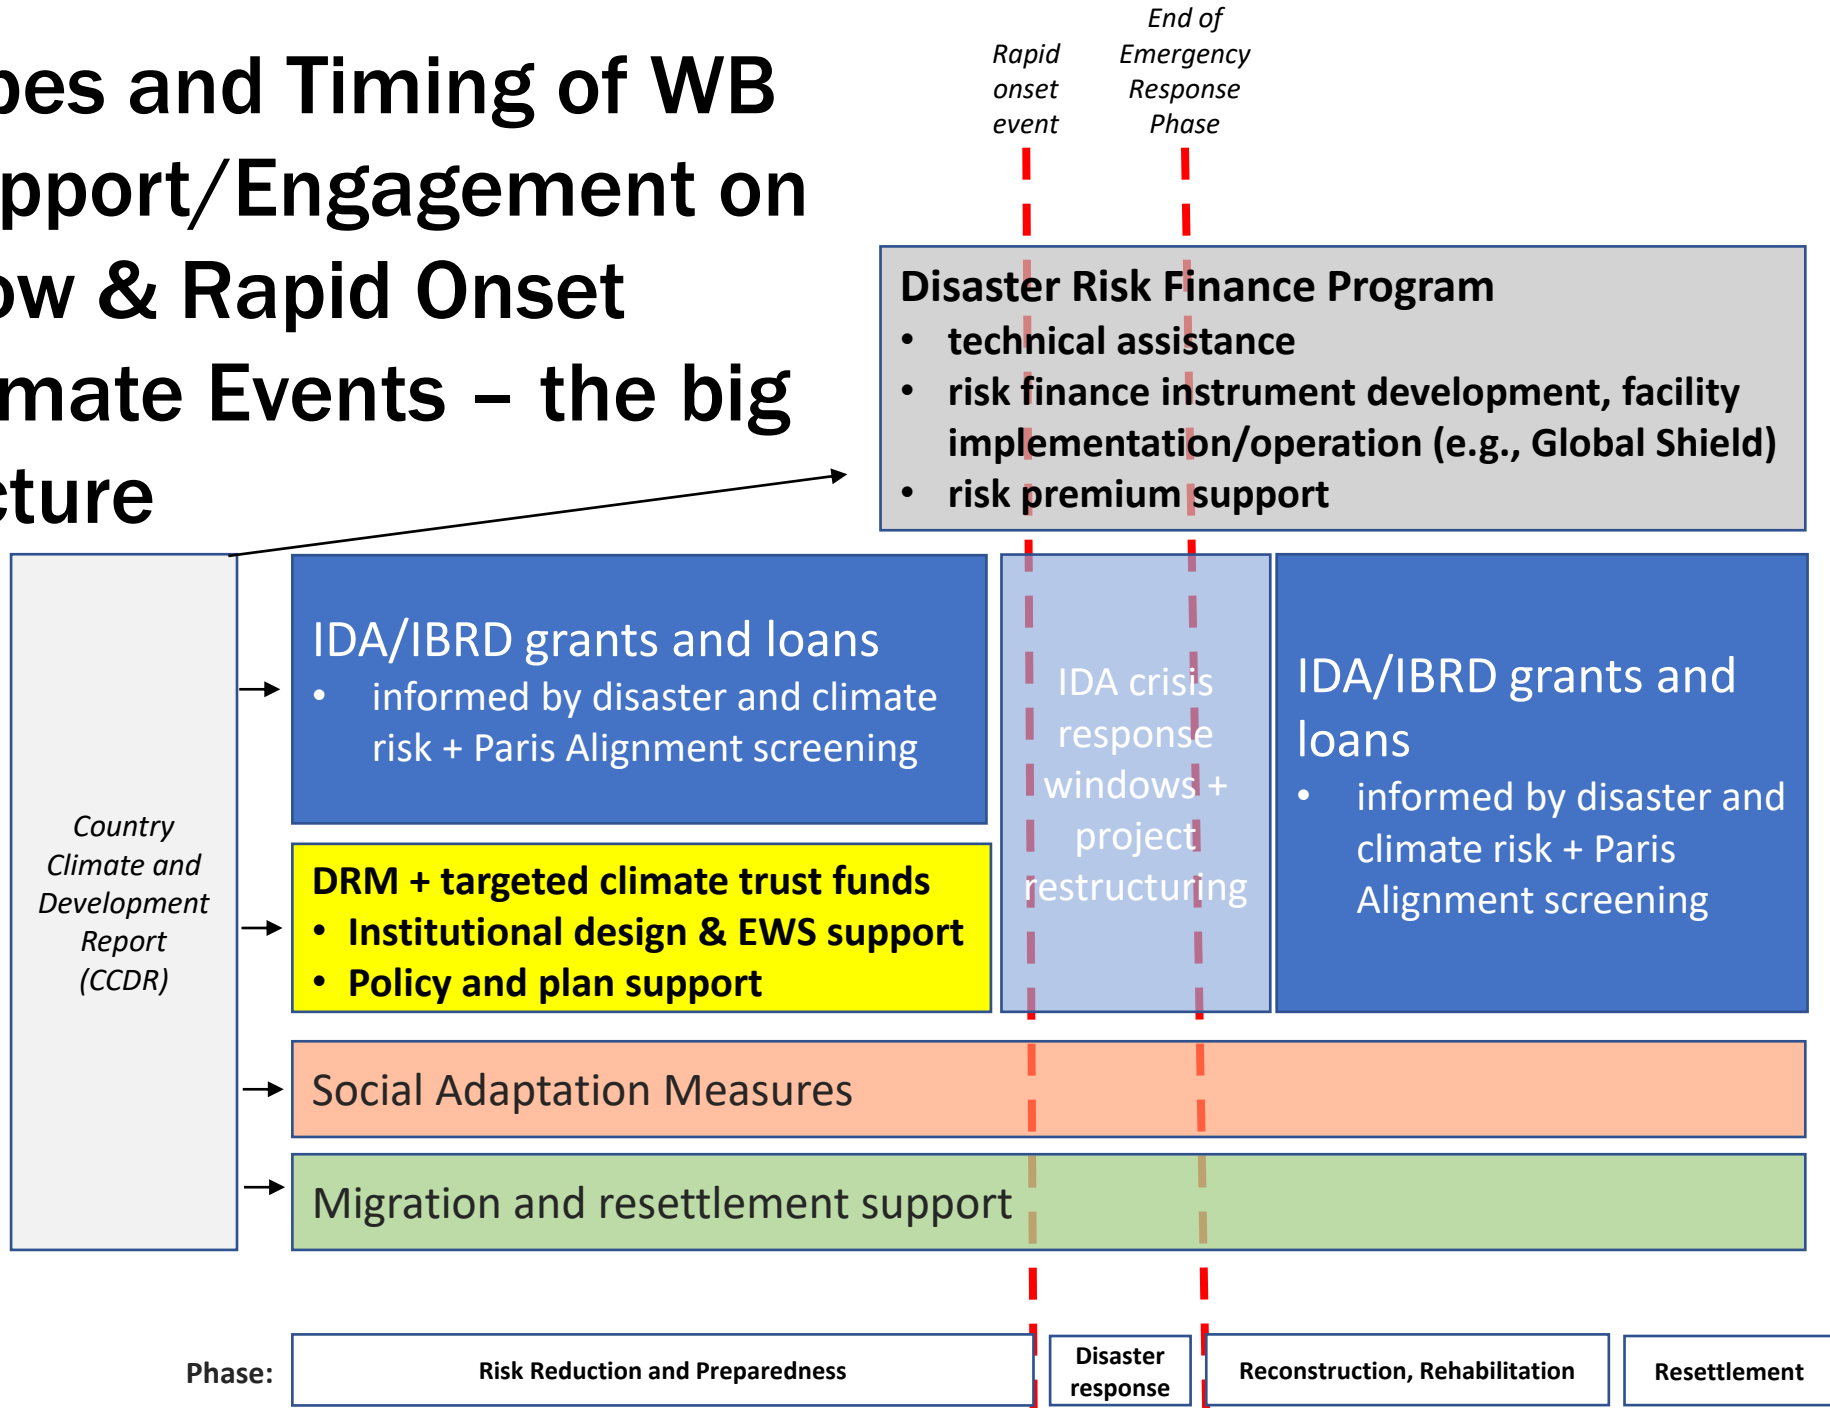 pes and Timing of WB
pport/Engagement on
ow & Rapid Onset
mate Events – the big
cture
Rapid
onset
event
End of
Emergency
Response
Phase
Disaster Risk Finance Program
• technical assistance
• risk finance instrument development, facility
implementation/operation (e.g., Global Shield)
• risk premium support
Country
Climate and
Development
Report
(CCDR)
IDA/IBRD grants and loans
• informed by disaster and climate
risk + Paris Alignment screening
DRM + targeted climate trust funds
• Institutional design & EWS support
• Policy and plan support
IDA crisis
response
windows +
project
restructuring
IDA/IBRD grants and
loans
• informed by disaster and
climate risk + Paris
Alignment screening
Social Adaptation Measures
Migration and resettlement support
Phase:
Risk Reduction and Preparedness
Disaster
response
Reconstruction, Rehabilitation
Resettlement